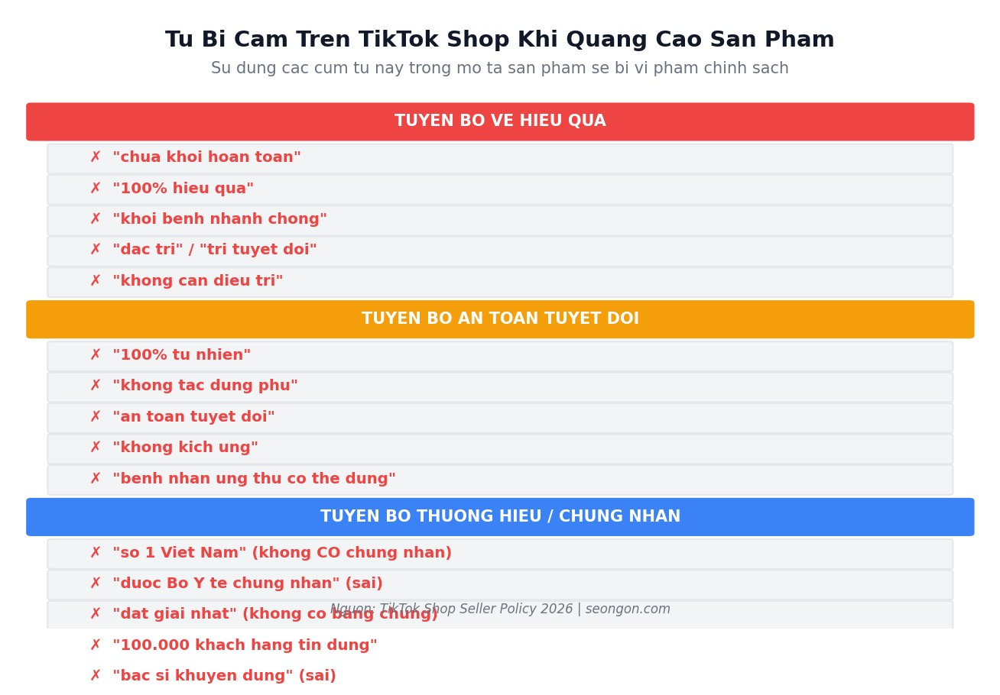 Tu Bi Cam Tren TikTok Shop Khi Quang Cao San Pham
Su dung cac cum tu nay trong mo ta san pham se bi vi pham chinh sach
TUYEN BO VE HIEU QUA
✗ "chua khoi hoan toan"
✗ "100% hieu qua"
✗ "khoi benh nhanh chong"
✗ "dac tri" / "tri tuyet doi"
✗ "khong can dieu tri"
TUYEN BO AN TOAN TUYET DOI
✗ "100% tu nhien"
✗ "khong tac dung phu"
✗ "an toan tuyet doi"
✗ "khong kich ung"
✗ "benh nhan ung thu co the dung"
TUYEN BO THUONG HIEU / CHUNG NHAN
✗ "so 1 Viet Nam" (khong CO chung nhan)
✗ "duoc Bo Y te chung nhan" (sai)
✗ "dat giai nhat" (khong co bang chung)
Nguon: TikTok Shop Seller Policy 2026 | seongon.com
✗ "100.000 khach hang tin dung"
✗ "bac si khuyen dung" (sai)